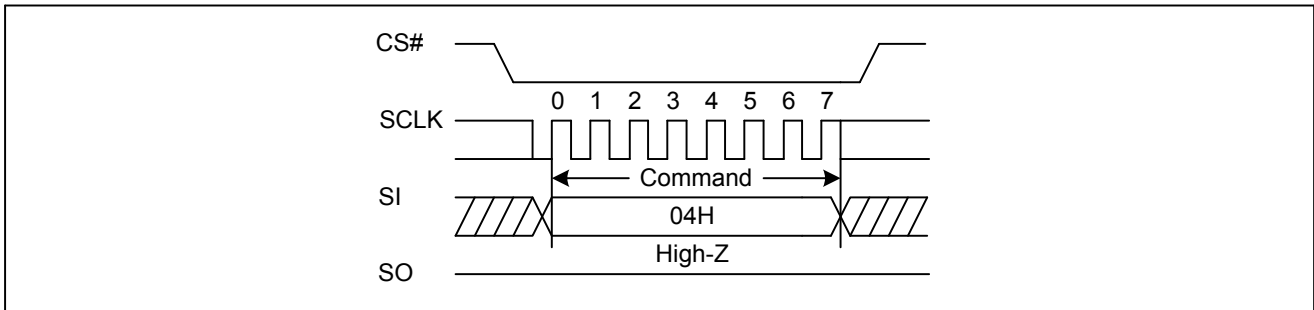 CS#
0 1 2 3 4 5 6 7
SCLK
Command
SI
04H
High-Z
SO